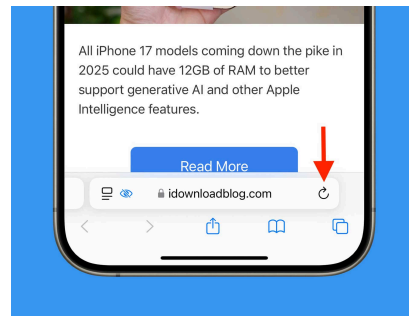 All iPhone 17 models coming down the pike in
2025 could have 12GB of RAM to better
support generative AI and other Apple
Intelligence features.
Read More
idownloadblog.com